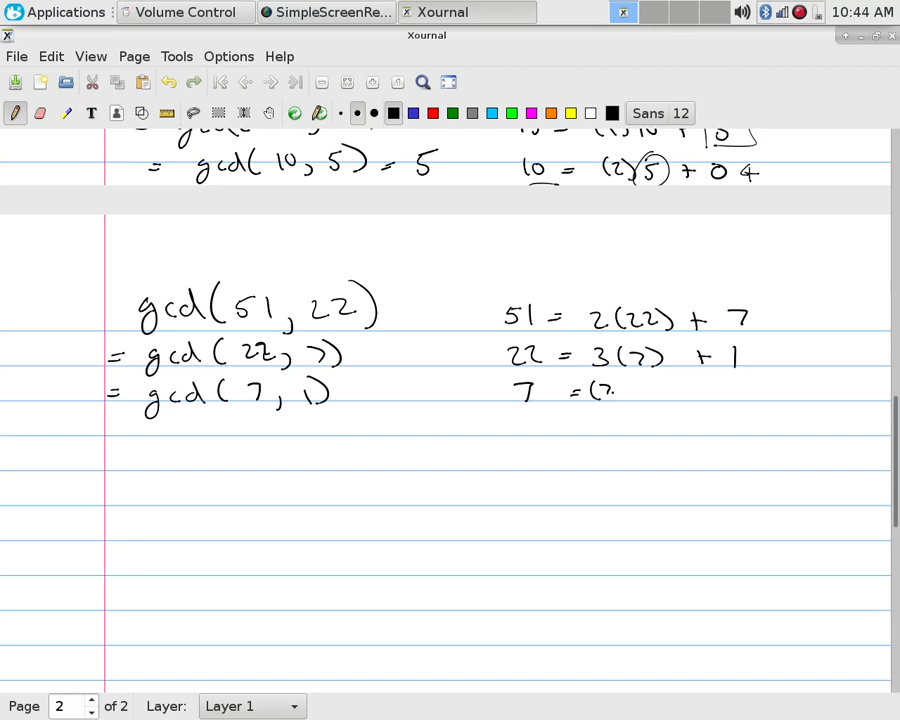 Applications Volume Control SimpleScreenRe... Xournal 10:44 AM
Xournal
File Edit View Page Tools Options Help
Sans 12
= gcd(10, 5) = 5 10 = (2)(5) + 0
gcd(51, 22) 51 = 2(22) + 7
= gcd(22, 7) 22 = 3(7) + 1
= gcd(7, 1) 7 = (7
Page 2 of 2 Layer: Layer 1